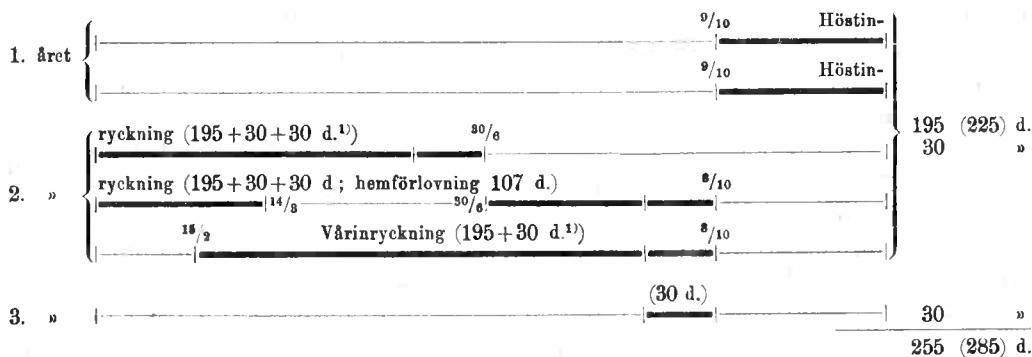 9/10 Höstin-
1. året
9/10 Höstin-
ryckning (195 + 30 + 30 d.¹⁾) 30/6 195 (225) d.
30 »
2. » ryckning (195 + 30 + 30 d ; hemförlovning 107 d.) 8/10
14/3 30/6
15/2 Vårinryckning (195 + 30 d.¹⁾) 8/10
(30 d.)
3. » 30 »
255 (285) d.